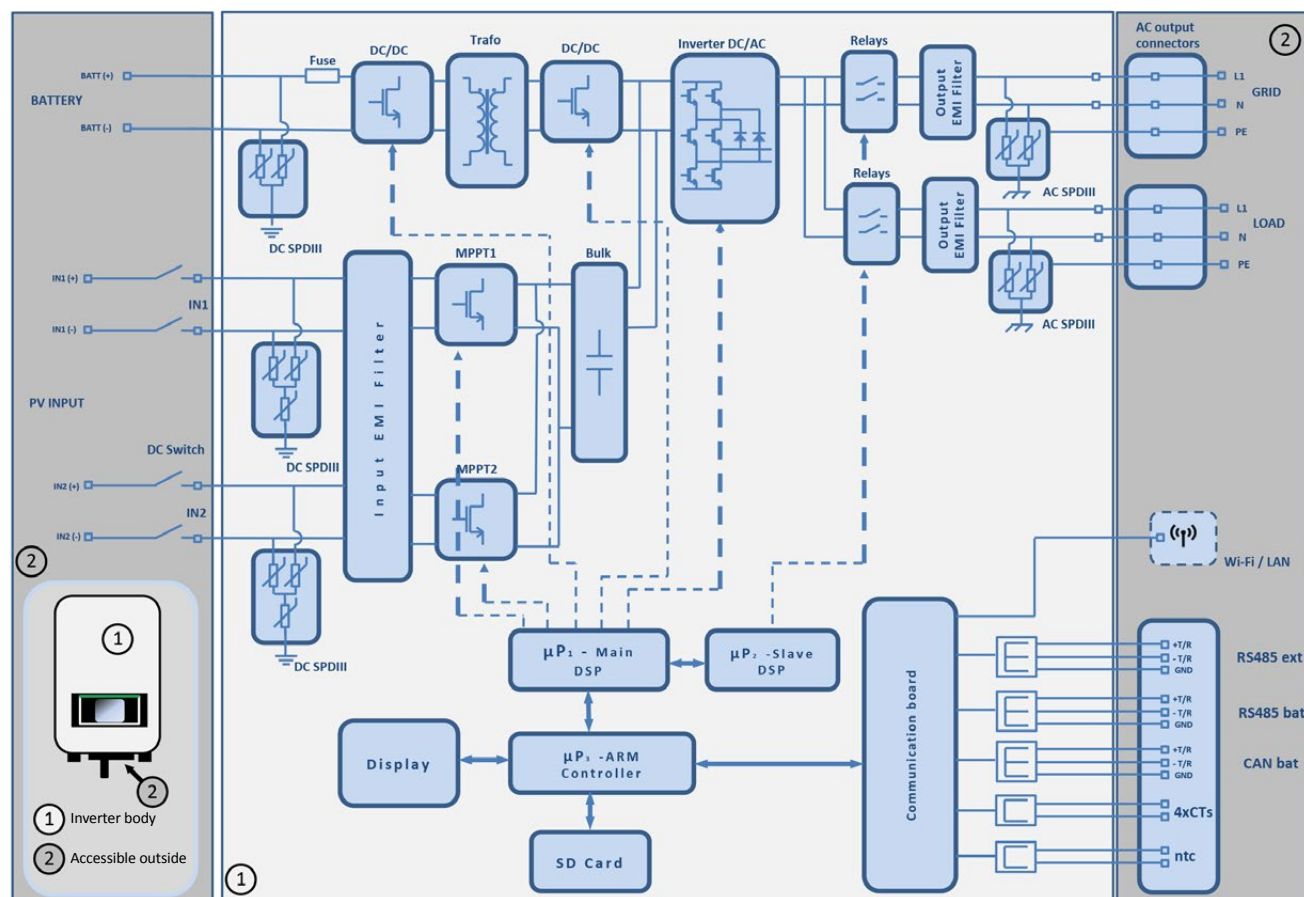 BATT (+)
BATTERY
BATT (-)
Fuse
DC/DC
Trafo
DC/DC
Inverter DC/AC
Relays
Output
EMI Filter
AC output
connectors
2
L1
GRID
N
PE
AC SPDIII
Relays
Output
EMI Filter
L1
LOAD
N
PE
AC SPDIII
DC SPDIII
IN1 (+)
IN1
IN1 (-)
PV INPUT
DC SPDIII
DC Switch
IN2 (+)
IN2
IN2 (-)
DC SPDIII
Input EMI Filter
MPPT1
Bulk
MPPT2
2
1
2
1 Inverter body
2 Accessible outside
1
µP1 - Main
DSP
µP2 -Slave
DSP
Display
µP3 -ARM
Controller
SD Card
Communication board
Wi-Fi / LAN
+T/R
- T/R
GND
RS485 ext
+T/R
- T/R
GND
RS485 bat
+T/R
- T/R
GND
CAN bat
4xCTs
ntc